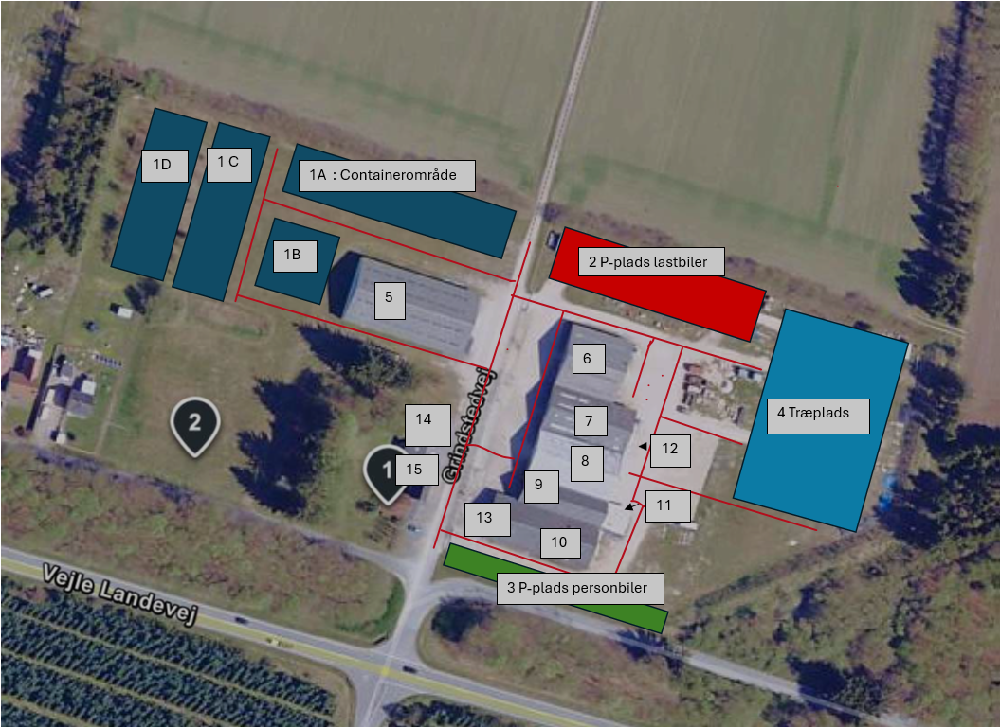 1D
1 C
1A : Containerområde
1B
2 P-plads lastbiler
5
6
4 Træplads
14
7
2
12
8
1
15
Grindstedvej
9
11
13
10
3 P-plads personbiler
Vejle Landevej